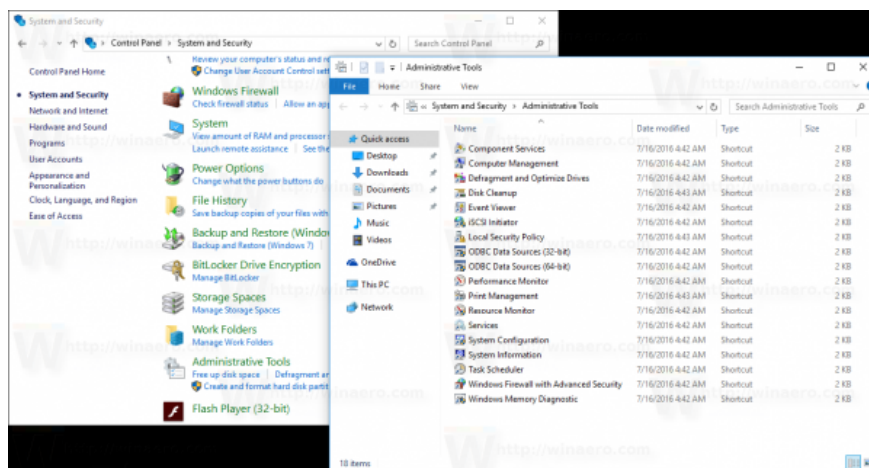 System and Security
Control Panel > System and Security
Search Control Panel
Control Panel Home
System and Security
Network and Internet
Hardware and Sound
Programs
User Accounts
Appearance and
Personalization
Clock, Language, and Region
Ease of Access
Review your computer's status and
Change User Account Control sett
Windows Firewall
Check firewall status | Allow an app
System
View amount of RAM and processor
Launch remote assistance | See the
Power Options
Change what the power buttons do
File History
Save backup copies of your files with
Backup and Restore (Window
Backup and Restore (Windows 7) |
BitLocker Drive Encryption
Manage BitLocker
Storage Spaces
Manage Storage Spaces
Work Folders
Manage Work Folders
Administrative Tools
Free up disk space | Defragment an
Create and format hard disk partit
Flash Player (32-bit)
Administrative Tools
File Home Share View
« System and Security > Administrative Tools
Search Administrative Tools
Quick access
Desktop
Downloads
Documents
Pictures
Music
Videos
OneDrive
This PC
Network
Name Date modified Type Size
Component Services 7/16/2016 4:42 AM Shortcut 2 KB
Computer Management 7/16/2016 4:42 AM Shortcut 2 KB
Defragment and Optimize Drives 7/16/2016 4:42 AM Shortcut 2 KB
Disk Cleanup 7/16/2016 4:43 AM Shortcut 2 KB
Event Viewer 7/16/2016 4:42 AM Shortcut 2 KB
iSCSI Initiator 7/16/2016 4:42 AM Shortcut 2 KB
Local Security Policy 7/16/2016 4:43 AM Shortcut 2 KB
ODBC Data Sources (32-bit) 7/16/2016 4:42 AM Shortcut 2 KB
ODBC Data Sources (64-bit) 7/16/2016 4:42 AM Shortcut 2 KB
Performance Monitor 7/16/2016 4:42 AM Shortcut 2 KB
Print Management 7/16/2016 4:43 AM Shortcut 2 KB
Resource Monitor 7/16/2016 4:42 AM Shortcut 2 KB
Services 7/16/2016 4:42 AM Shortcut 2 KB
System Configuration 7/16/2016 4:42 AM Shortcut 2 KB
System Information 7/16/2016 4:42 AM Shortcut 2 KB
Task Scheduler 7/16/2016 4:42 AM Shortcut 2 KB
Windows Firewall with Advanced Security 7/16/2016 4:42 AM Shortcut 2 KB
Windows Memory Diagnostic 7/16/2016 4:42 AM Shortcut 2 KB
18 items
http://winaero.com